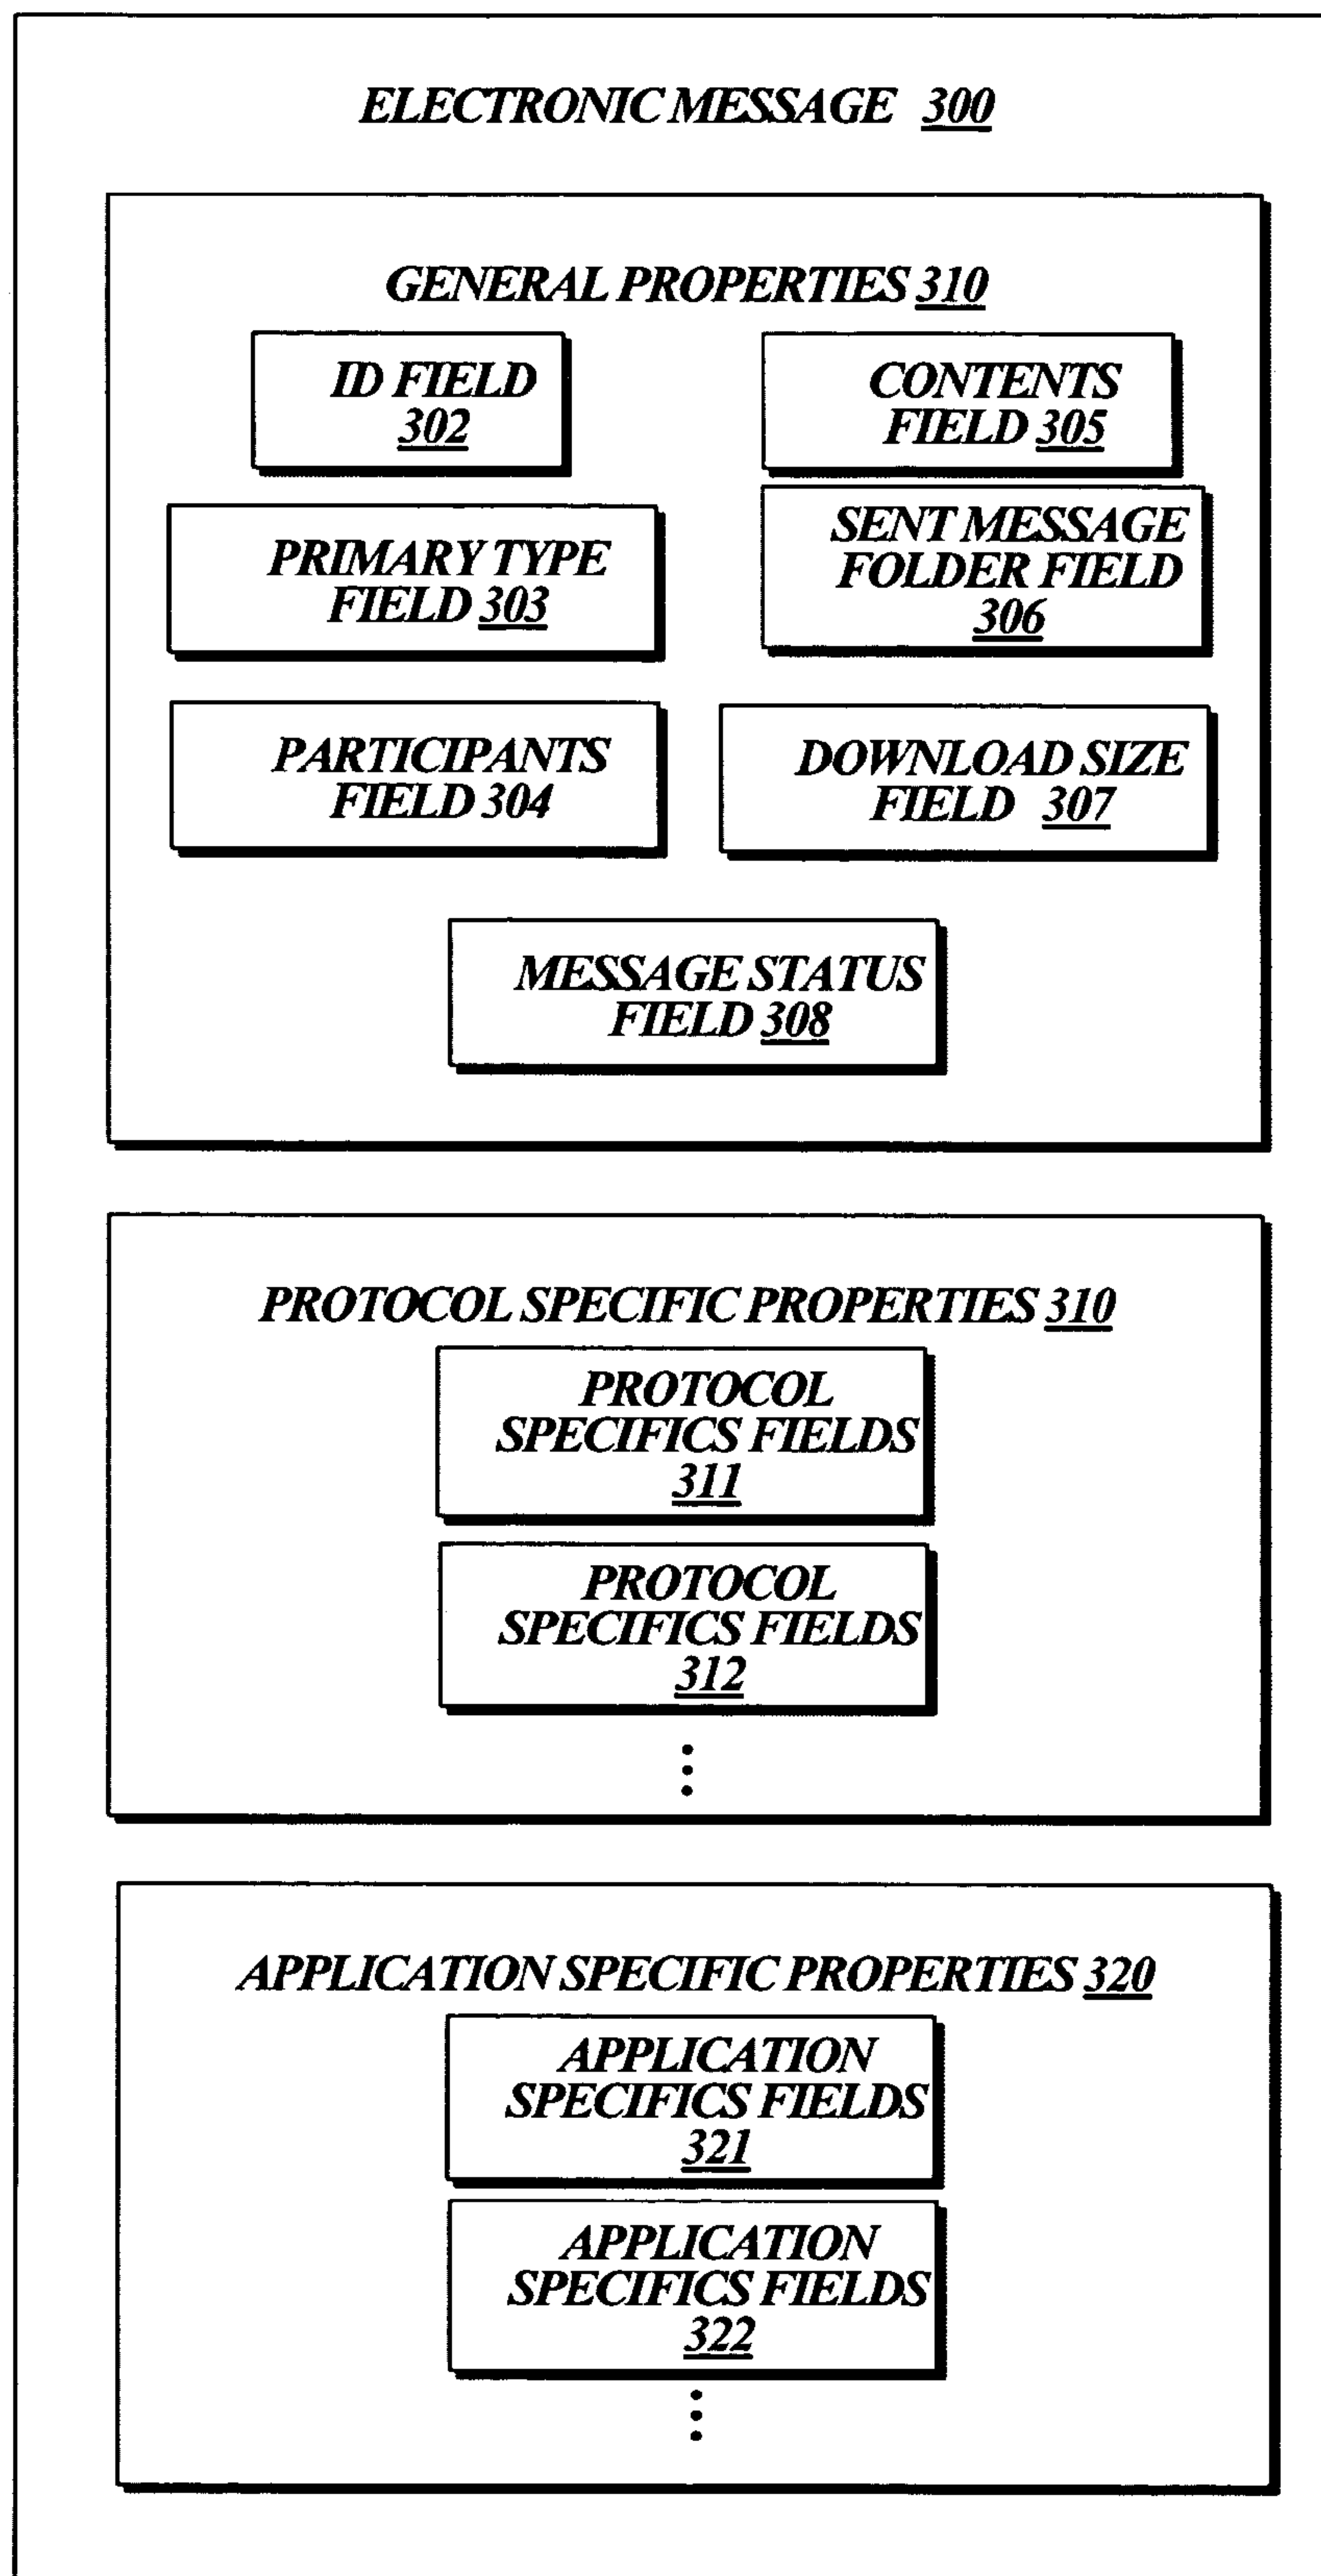 ELECTRONIC MESSAGE 300
GENERAL PROPERTIES 310
ID FIELD
302
CONTENTS
FIELD 305
PRIMARY TYPE
FIELD 303
SENT MESSAGE
FOLDER FIELD
306
PARTICIPANTS
FIELD 304
DOWNLOAD SIZE
FIELD 307
MESSAGE STATUS
FIELD 308
PROTOCOL SPECIFIC PROPERTIES 310
PROTOCOL
SPECIFICS FIELDS
311
PROTOCOL
SPECIFICS FIELDS
312
APPLICATION SPECIFIC PROPERTIES 320
APPLICATION
SPECIFICS FIELDS
321
APPLICATION
SPECIFICS FIELDS
322